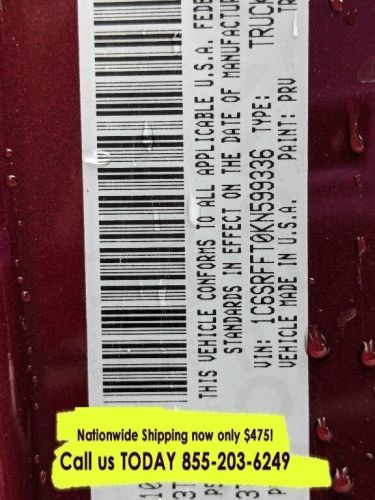 THIS VEHICLE CONFORMS TO ALL APPLICABLE U.S.A. FEDE
STANDARDS IN EFFECT ON THE DATE OF MANUFACTUR
VIN: 1C6SRFFT0KN599336 TYPE: TRUCK
VEHICLE MADE IN U.S.A. PAINT: PRV
Nationwide Shipping now only $475!
Call us TODAY 855-203-6249